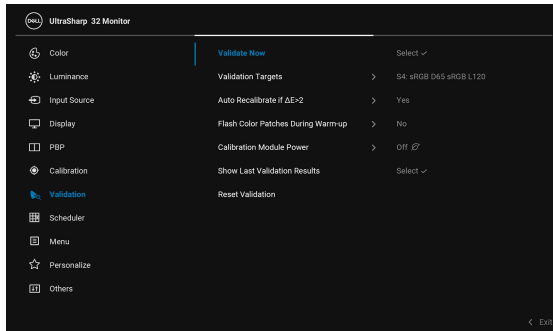 DELL UltraSharp 32 Monitor
Color
Luminance
Input Source
Display
PBP
Calibration
Validation
Scheduler
Menu
Personalize
Others
Validate Now Select
Validation Targets S4: sRGB D65 sRGB L120
Auto Recalibrate if ΔE>2 Yes
Flash Color Patches During Warm-up No
Calibration Module Power Off
Show Last Validation Results Select
Reset Validation
Exit